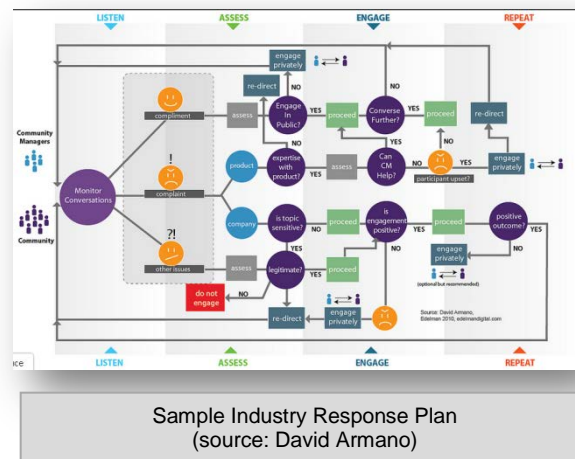 LISTEN
ASSESS
ENGAGE
REPEAT
engage
privately
re-direct
NO
NO
compliment
assess
Engage
In
Public?
YES
proceed
Converse
Further?
YES
proceed
re-direct
Community
Managers
!
NO
NO
product
expertise
with
product?
YES
assess
Can
CM
Help?
YES
NO
participant upset?
YES
engage
privately
Monitor
Conversations
complaint
Community
company
is topic
sensitive?
NO
proceed
is
engagement
positive?
YES
proceed
positive
outcome?
YES
?!
YES
NO
engage
privately
NO
other issues
assess
legitimate?
YES
proceed
(optional but recommended)
do not
engage
NO
re-direct
engage
privately
Source: David Armano,
Edelman 2010, edelmandigital.com
uce
LISTEN
ASSESS
ENGAGE
REPEAT
Sample Industry Response Plan
(source: David Armano)